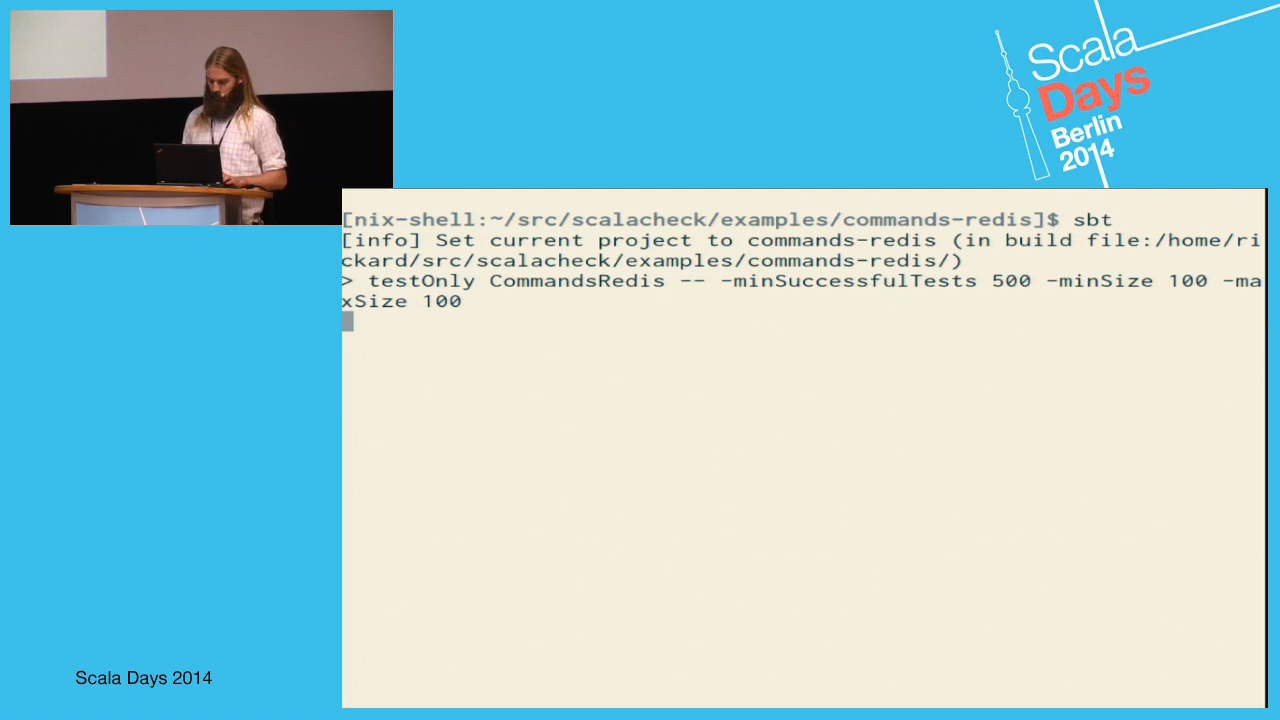 Scala
Days
Berlin
2014
[nix-shell:~/src/scalacheck/examples/commands-redis]$ sbt
[info] Set current project to commands-redis (in build file:/home/ri
ckard/src/scalacheck/examples/commands-redis/)
> testOnly CommandsRedis -- -minSuccessfulTests 500 -minSize 100 -ma
xSize 100
Scala Days 2014